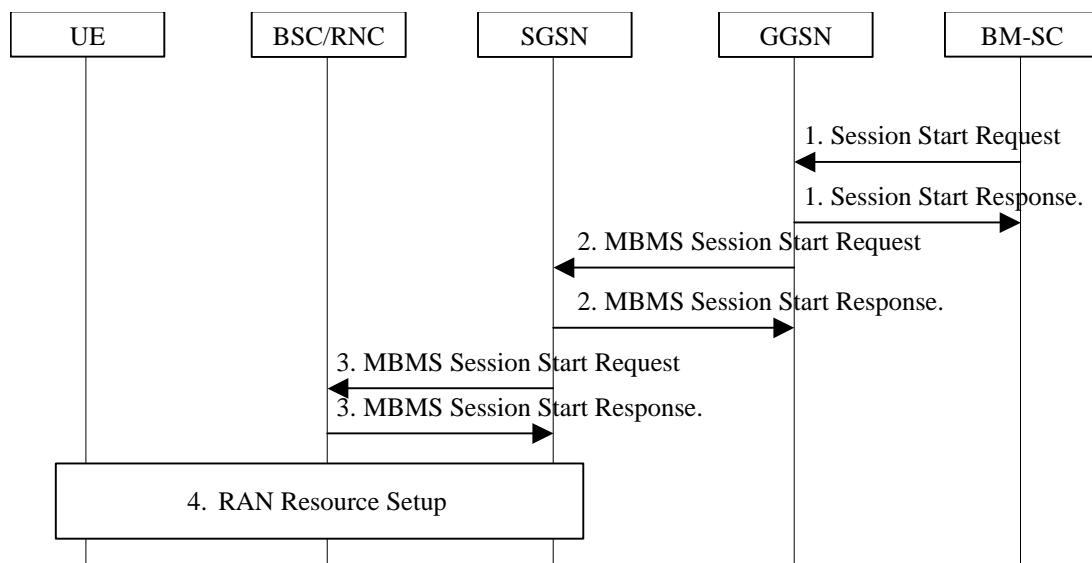 UE BSC/RNC SGSN GGSN BM-SC
1. Session Start Request
1. Session Start Response.
2. MBMS Session Start Request
2. MBMS Session Start Response.
3. MBMS Session Start Request
3. MBMS Session Start Response.
4. RAN Resource Setup